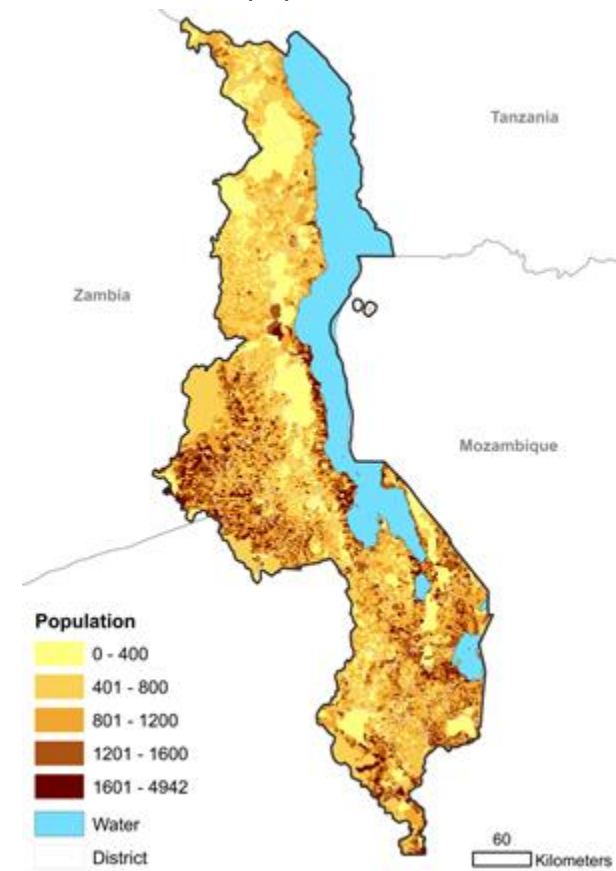 Tanzania
Zambia
Mozambique
Population
0 - 400
401 - 800
801 - 1200
1201 - 1600
1601 - 4942
Water
District
60
Kilometers